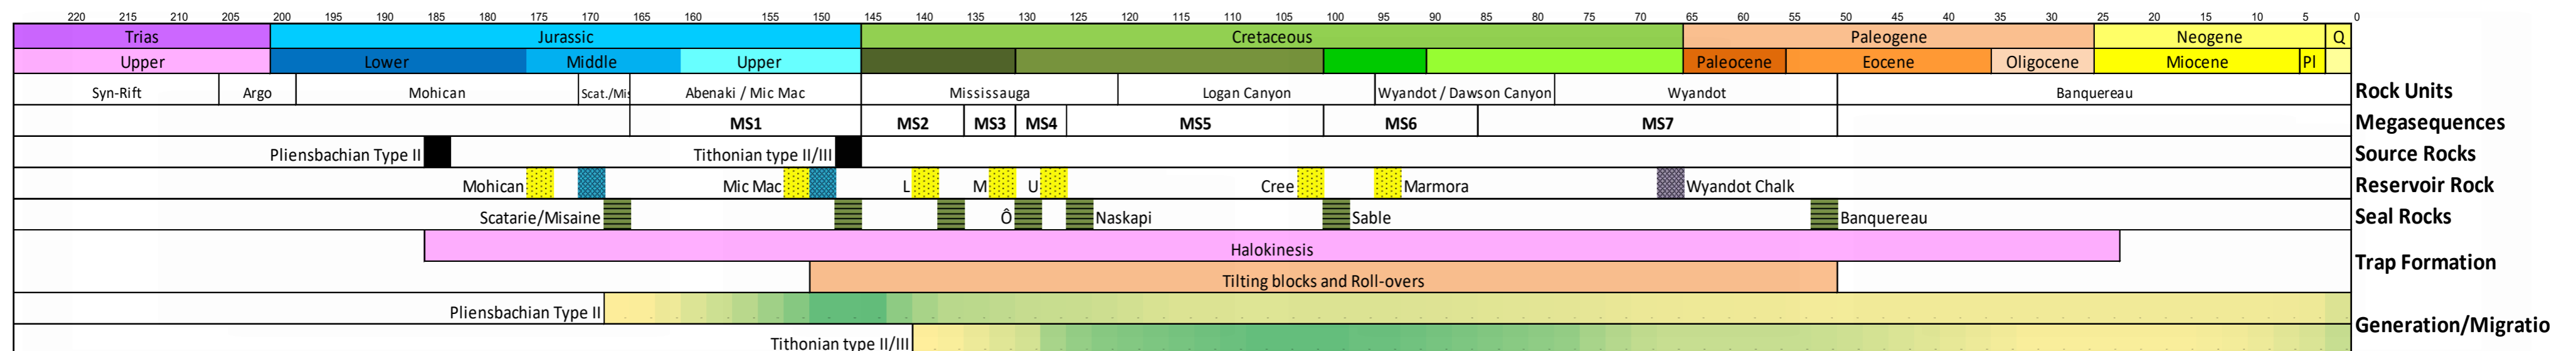 220 215 210 205 200 190 185 180 175 170 165 160 155 150 145 140 135 130 125 120 115 110 105 100 95 90 85 80 75 70 65 60 55 50 45 40 35 30 25 20 15 10 5 0
Trias Jurassic Cretaceous Paleogene Neogene Q
Upper Lower Middle Upper Paleocene Eocene Oligocene Miocene Pl
Syn-Rift Argo Mohican Scat./Mis Abenaki / Mic Mac Mississauga Logan Canyon Wyandot / Dawson Canyon Wyandot Banquereau Rock Units
MS1 MS2 MS3 MS4 MS5 MS6 MS7 Megasequences
Pliensbachian Type II Tithonian type II/III Source Rocks
Mohican Mic Mac L M U Cree Marmora Wyandot Chalk Reservoir Rock
Scatarie/Misaine Ô Naskapi Sable Banquereau Seal Rocks
Halokinesis
Trap Formation
Tilting blocks and Roll-overs
Pliensbachian Type II
Generation/Migratio
Tithonian type II/III